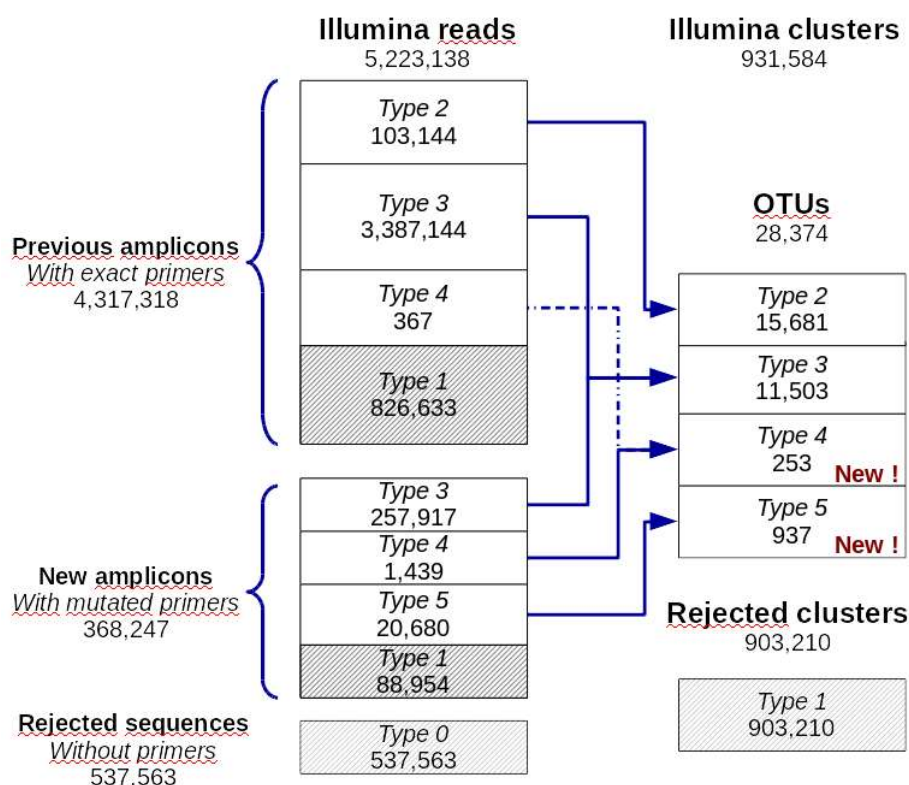 Illumina reads
5,223,138
Illumina clusters
931,584
Previous amplicons
With exact primers
4,317,318
Type 2
103,144
Type 3
3,387,144
Type 4
367
Type 1
826,633
OTUs
28,374
Type 2
15,681
Type 3
11,503
Type 4
253
New !
Type 5
937
New !
New amplicons
With mutated primers
368,247
Type 3
257,917
Type 4
1,439
Type 5
20,680
Type 1
88,954
Rejected clusters
903,210
Type 1
903,210
Rejected sequences
Without primers
537,563
Type 0
537,563